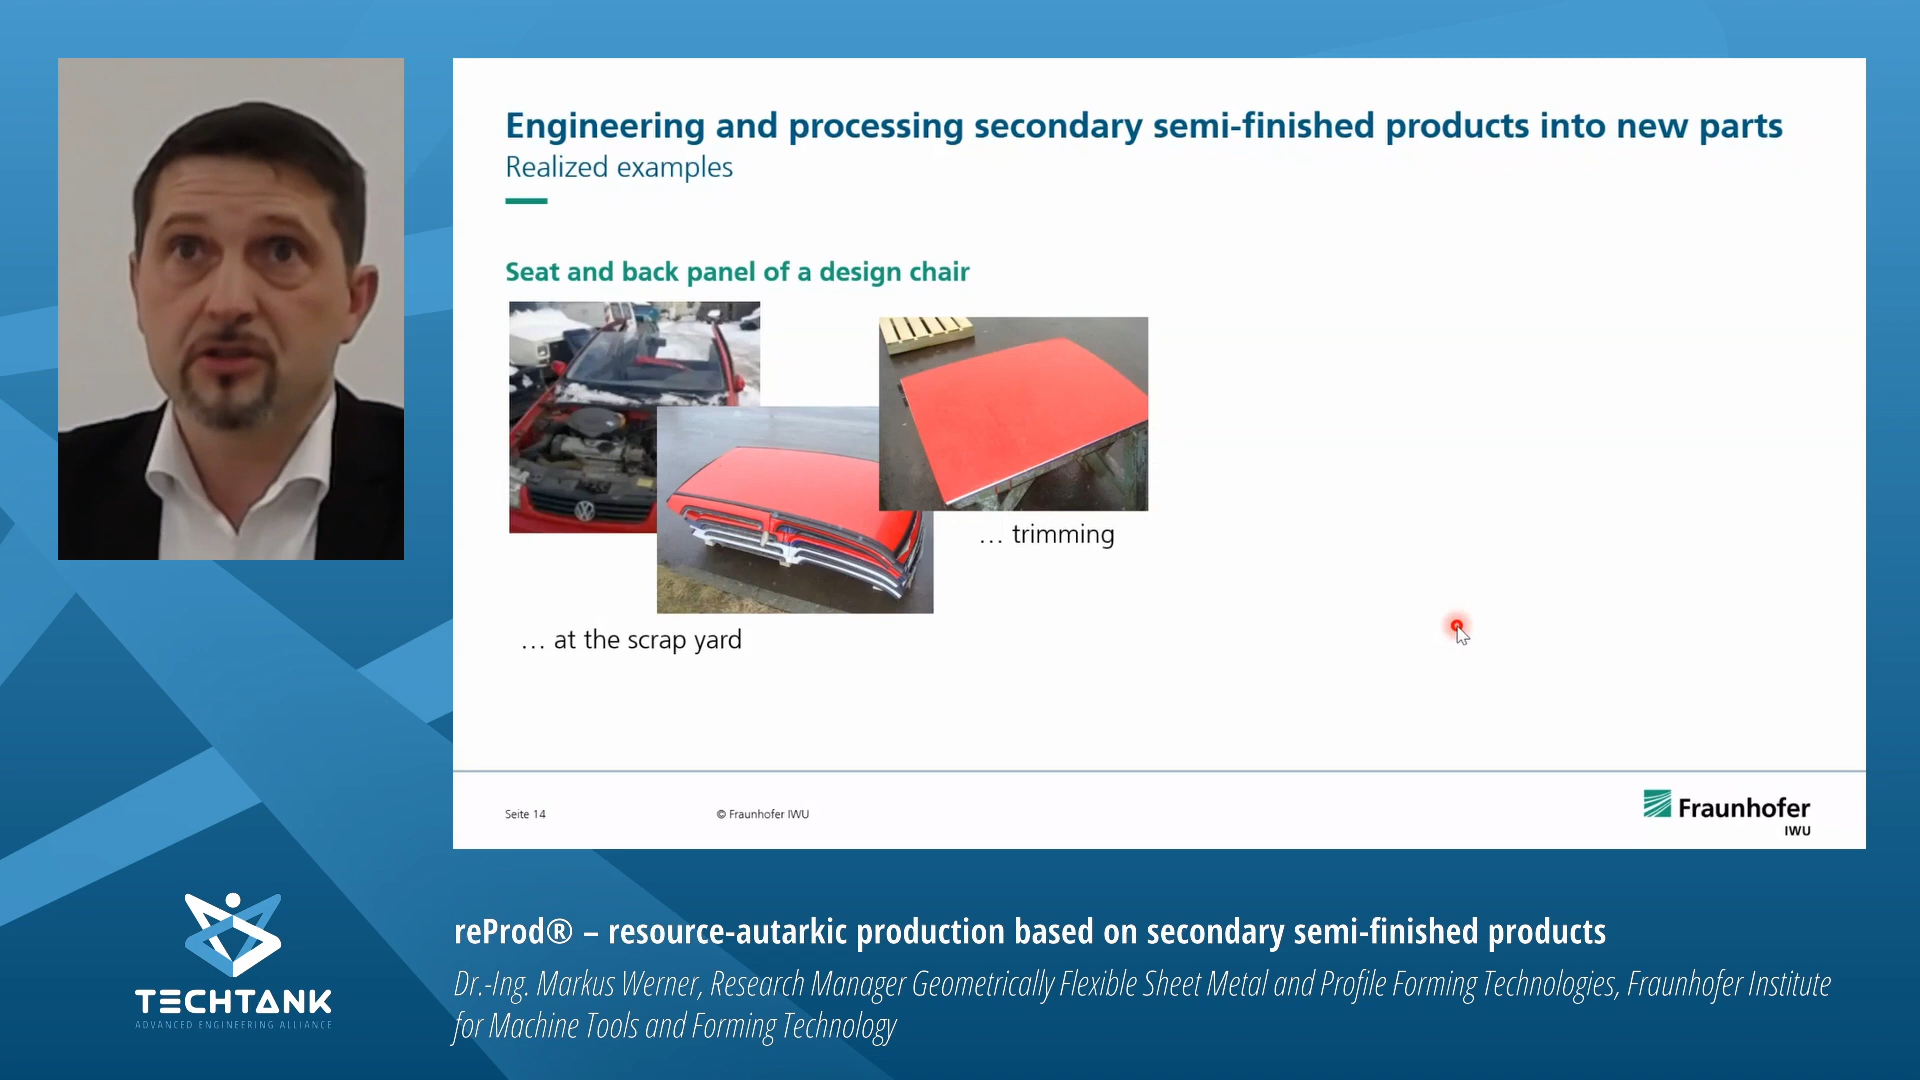 Engineering and processing secondary semi-finished products into new parts
Realized examples
Seat and back panel of a design chair
… trimming
… at the scrap yard
Seite 14
© Fraunhofer IWU
Fraunhofer
IWU
TECHTANK
ADVANCED ENGINEERING ALLIANCE
reProd® – resource-autarkic production based on secondary semi-finished products
Dr.-Ing. Markus Werner, Research Manager Geometrically Flexible Sheet Metal and Profile Forming Technologies, Fraunhofer Institute
for Machine Tools and Forming Technology